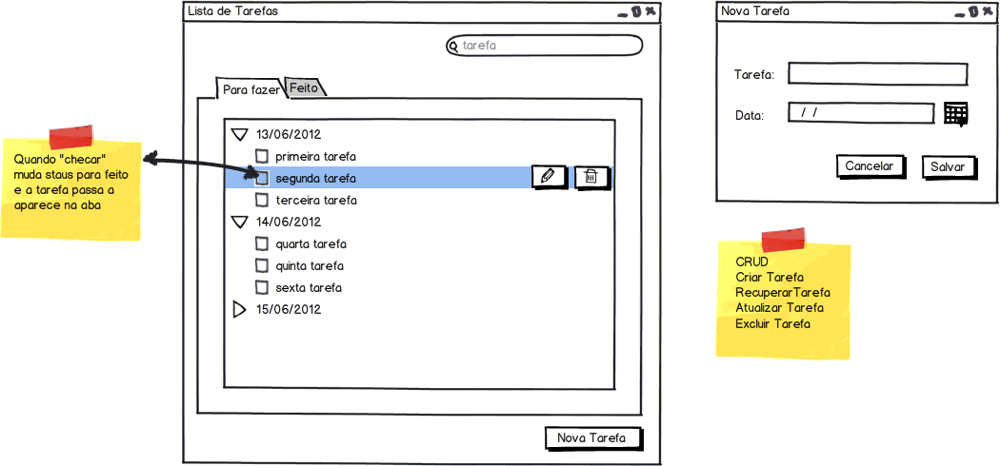 Lista de Tarefas
tarefa
Para fazer
Feito
13/06/2012
primeira tarefa
segunda tarefa
terceira tarefa
14/06/2012
quarta tarefa
quinta tarefa
sexta tarefa
15/06/2012
Nova Tarefa
Quando "checar"
muda staus para feito
e a tarefa passa a
aparece na aba
Nova Tarefa
Tarefa:
Data:
/ /
Cancelar
Salvar
CRUD
Criar Tarefa
RecuperarTarefa
Atualizar Tarefa
Excluir Tarefa